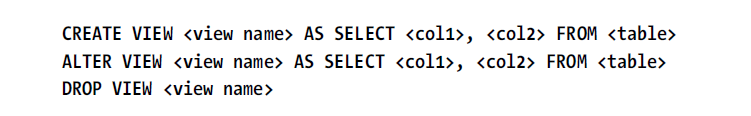 CREATE VIEW <view name> AS SELECT <col1>, <col2> FROM <table>
ALTER VIEW <view name> AS SELECT <col1>, <col2> FROM <table>
DROP VIEW <view name>